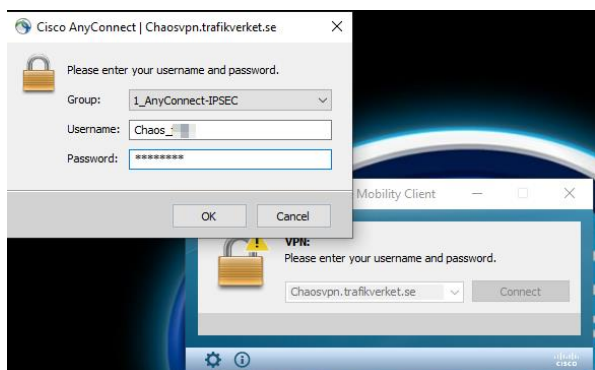 Cisco AnyConnect | Chaosvpn.trafikverket.se
Please enter your username and password.
Group: 1_AnyConnect-IPSEC
Username: Chaos_
Password: ********
OK Cancel
Mobility Client
VPN:
Please enter your username and password.
Chaosvpn.trafikverket.se Connect
cisco